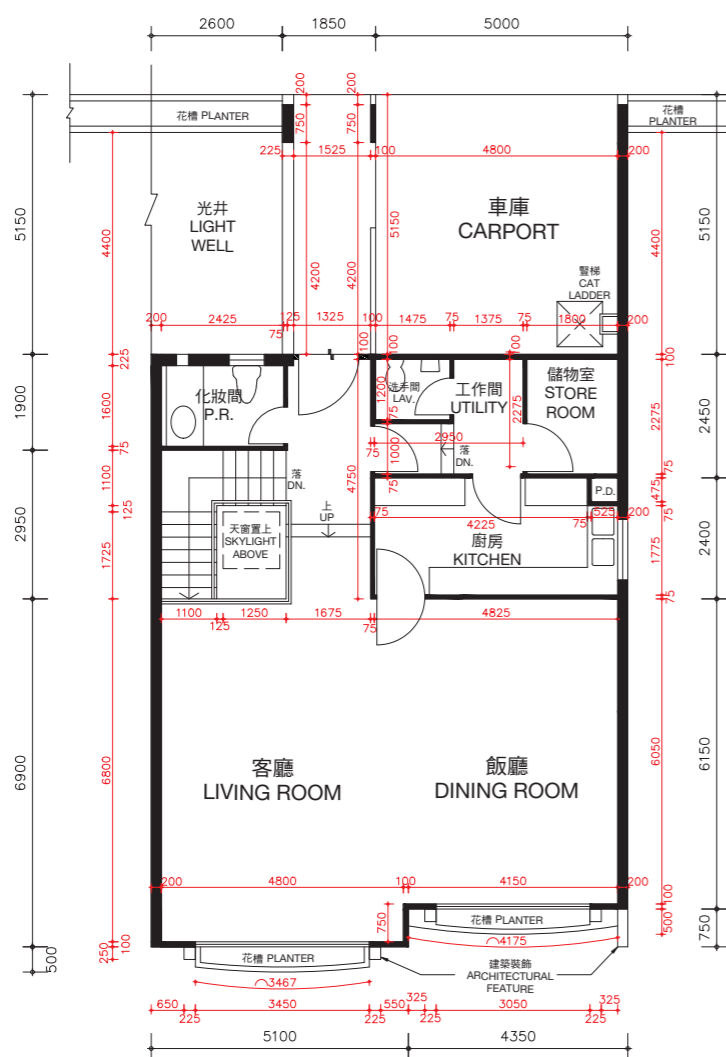 2600
1850
5000
200
200
花槽 PLANTER
750
750
花槽
PLANTER
225
1525
100
4800
200
5150
4400
光井
LIGHT
WELL
車庫
CARPORT
5150
4400
5150
豎梯
CAT
LADDER
4200
4200
200
2425
125
1325
100
1475
75
1375
75
1800
200
75
225
100
100
100
100
1900
1600
化妝間
P.R.
洗手間
LAV.
1200
工作間
UTILITY
2275
儲物室
STORE
ROOM
2275
2450
75
75
75
2950
1000
落
DN.
75
1100
落
DN.
4750
75
P.D.
475
75
125
上
UP
75
4225
75
525
200
2950
1725
天窗置上
SKYLIGHT
ABOVE
廚房
KITCHEN
1775
2400
75
1100
1250
1675
4825
125
75
6900
6800
客廳
LIVING ROOM
飯廳
DINING ROOM
6050
6150
200
4800
100
4150
200
100
750
花槽 PLANTER
500
750
4175
500
250
100
花槽 PLANTER
建築裝飾
ARCHITECTURAL
FEATURE
3467
650
3450
550
325
3050
325
225
225
225
225
5100
4350